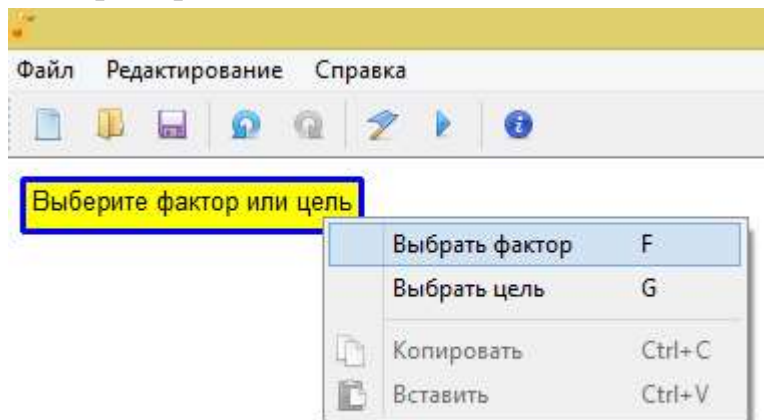 Файл Редактирование Справка
Выберите фактор или цель
Выбрать фактор F
Выбрать цель G
Копировать Ctrl+C
Вставить Ctrl+V